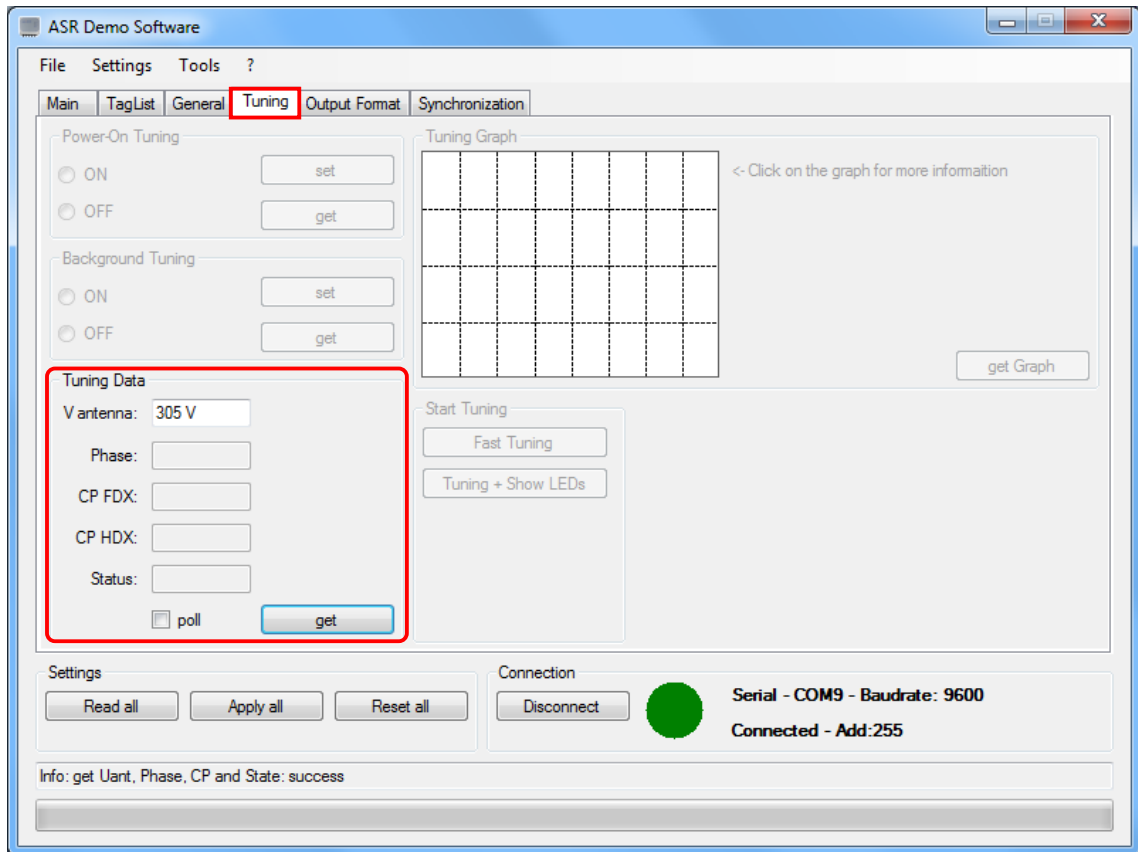 ASR Demo Software
File Settings Tools ?
Main TagList General Tuning Output Format Synchronization
Power-On Tuning
ON set
OFF get
Background Tuning
ON set
OFF get
Tuning Data
V antenna: 305 V
Phase:
CP FDX:
CP HDX:
Status:
poll get
Tuning Graph
<- Click on the graph for more informaition
get Graph
Start Tuning
Fast Tuning
Tuning + Show LEDs
Settings
Read all Apply all Reset all
Connection
Disconnect
Serial - COM9 - Baudrate: 9600
Connected - Add:255
Info: get Uant, Phase, CP and State: success